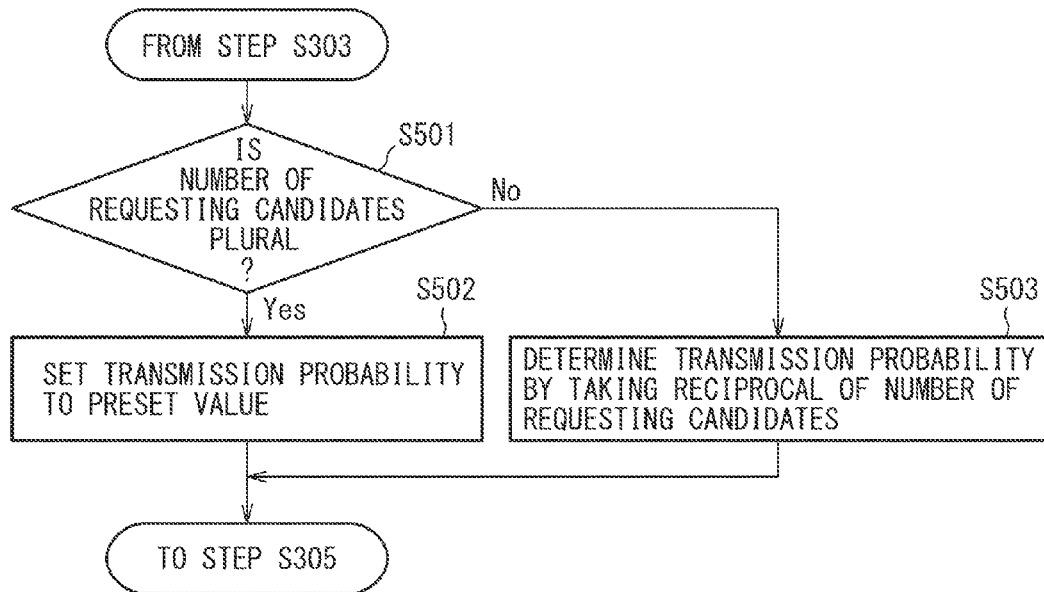 FROM STEP S303
S501
IS
NUMBER OF
REQUESTING CANDIDATES
PLURAL
?
No
Yes
S502
SET TRANSMISSION PROBABILITY
TO PRESET VALUE
S503
DETERMINE TRANSMISSION PROBABILITY
BY TAKING RECIPROCAL OF NUMBER OF
REQUESTING CANDIDATES
TO STEP S305